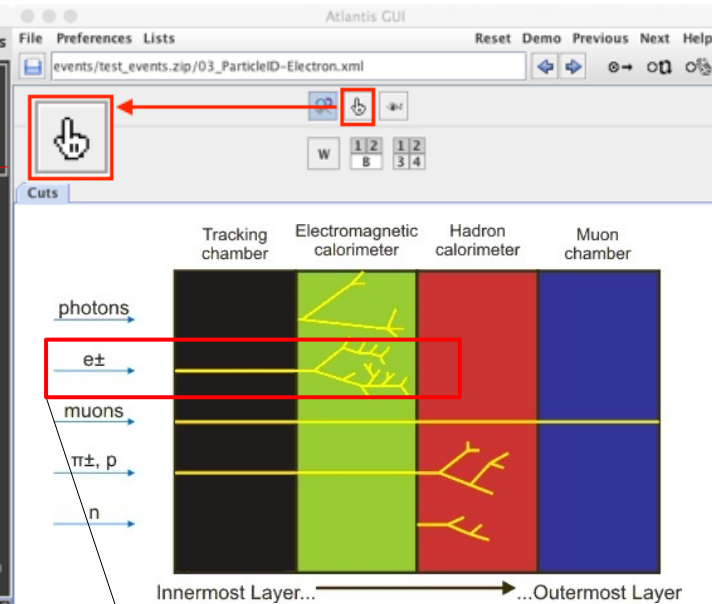 Atlantis GUI
s File Preferences Lists Reset Demo Previous Next Help
events/test_events.zip/03_ParticleID-Electron.xml
W 1 2 1 2
B 3 4
Cuts
Tracking chamber
Electromagnetic calorimeter
Hadron calorimeter
Muon chamber
photons
e±
muons
π±, p
n
Innermost Layer... ...Outermost Layer